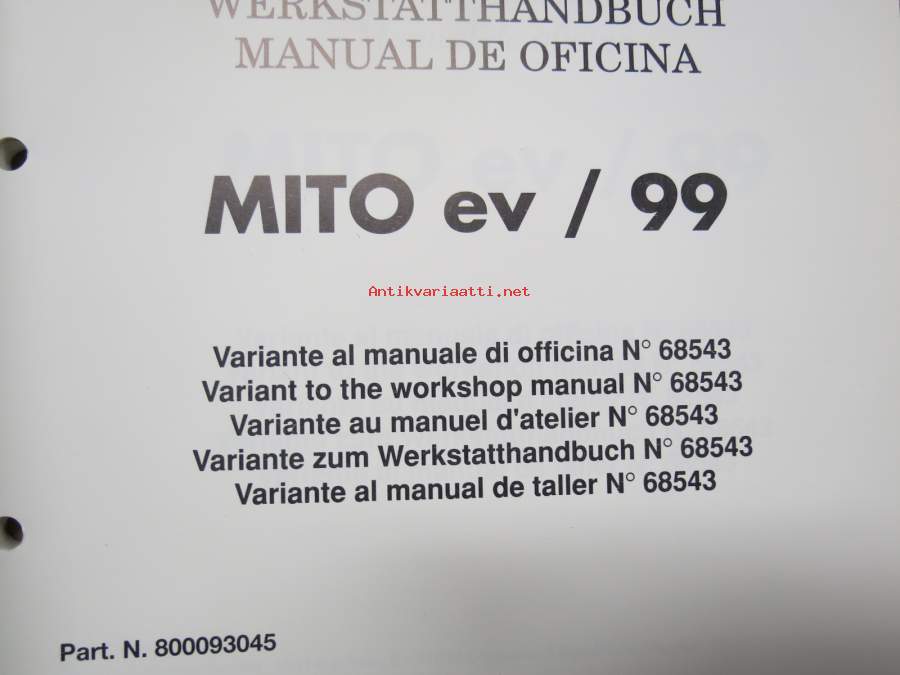 WERKSTATTHANDBUCH
MANUAL DE OFICINA
MITO ev / 99
Antikvariaatti.net
Variante al manuale di officina N° 68543
Variant to the workshop manual N° 68543
Variante au manuel d'atelier N° 68543
Variante zum Werkstatthandbuch N° 68543
Variante al manual de taller N° 68543
Part. N. 800093045